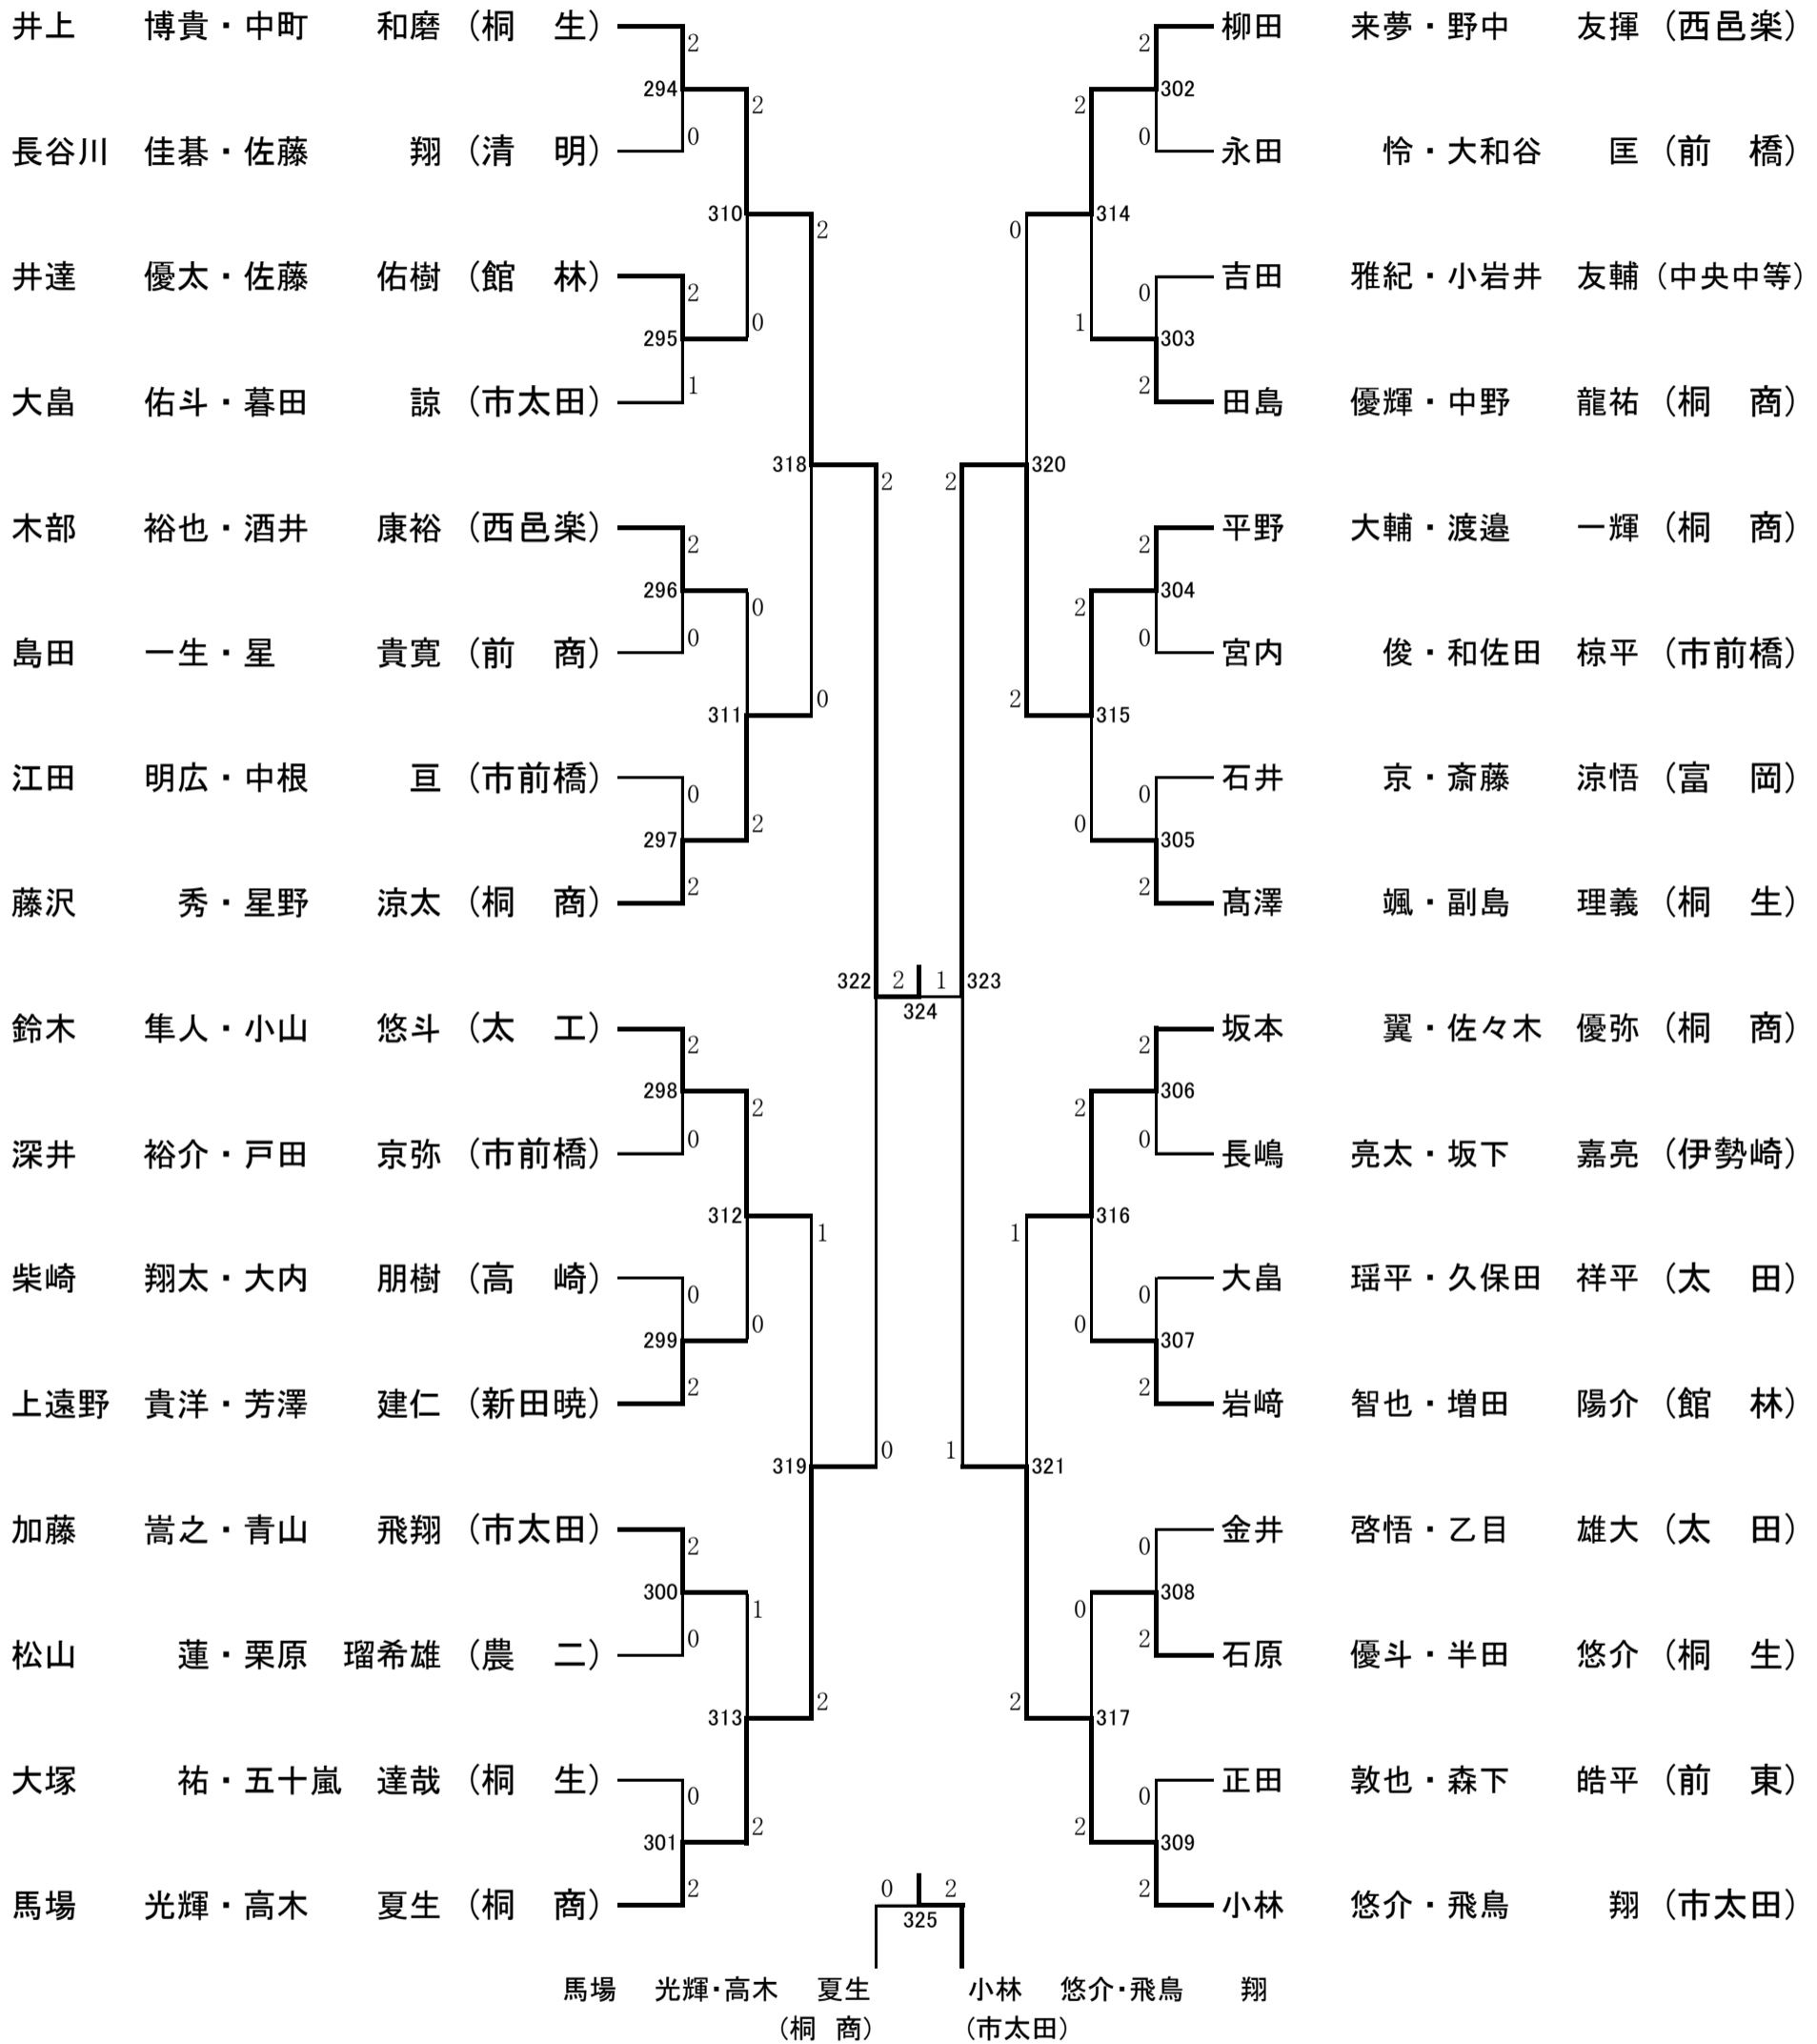 井上 博貴・中町 和磨（桐 生）
長谷川 佳碁・佐藤 翔（清 明）
井達 優太・佐藤 佑樹（館 林）
大畠 佑斗・暮田 諒（市太田）
木部 裕也・酒井 康裕（西邑楽）
島田 一生・星 貴寛（前 商）
江田 明広・中根 亘（市前橋）
藤沢 秀・星野 涼太（桐 商）
鈴木 隼人・小山 悠斗（太 工）
深井 裕介・戸田 京弥（市前橋）
柴崎 翔太・大内 朋樹（高 崎）
上遠野 貴洋・芳澤 建仁（新田暁）
加藤 嵩之・青山 飛翔（市太田）
松山 蓮・栗原 瑠希雄（農 二）
大塚 祐・五十嵐 達哉（桐 生）
馬場 光輝・高木 夏生（桐 商）
2
294
0
2
295
1
2
296
0
0
297
2
2
298
0
0
299
2
2
300
0
0
301
2
2
310
0
0
311
2
2
312
0
1
313
2
2
318
0
1
319
2
2
322
0
2 1
324
2
323
1
0
320
2
1
321
2
2
314
1
2
315
0
2
316
0
0
317
2
2
302
0
0
303
2
2
304
0
0
305
2
2
306
0
0
307
2
0
308
2
0
309
2
柳田 来夢・野中 友揮（西邑楽）
永田 怜・大和谷 匡（前 橋）
吉田 雅紀・小岩井 友輔（中央中等）
田島 優輝・中野 龍祐（桐 商）
平野 大輔・渡邉 一輝（桐 商）
宮内 俊・和佐田 椋平（市前橋）
石井 京・斎藤 涼悟（富 岡）
髙澤 颯・副島 理義（桐 生）
坂本 翼・佐々木 優弥（桐 商）
長嶋 亮太・坂下 嘉亮（伊勢崎）
大畠 瑶平・久保田 祥平（太 田）
岩﨑 智也・増田 陽介（館 林）
金井 啓悟・乙目 雄大（太 田）
石原 優斗・半田 悠介（桐 生）
正田 敦也・森下 皓平（前 東）
小林 悠介・飛鳥 翔（市太田）
0 2
325
馬場 光輝・高木 夏生 小林 悠介・飛鳥 翔
（桐 商） （市太田）